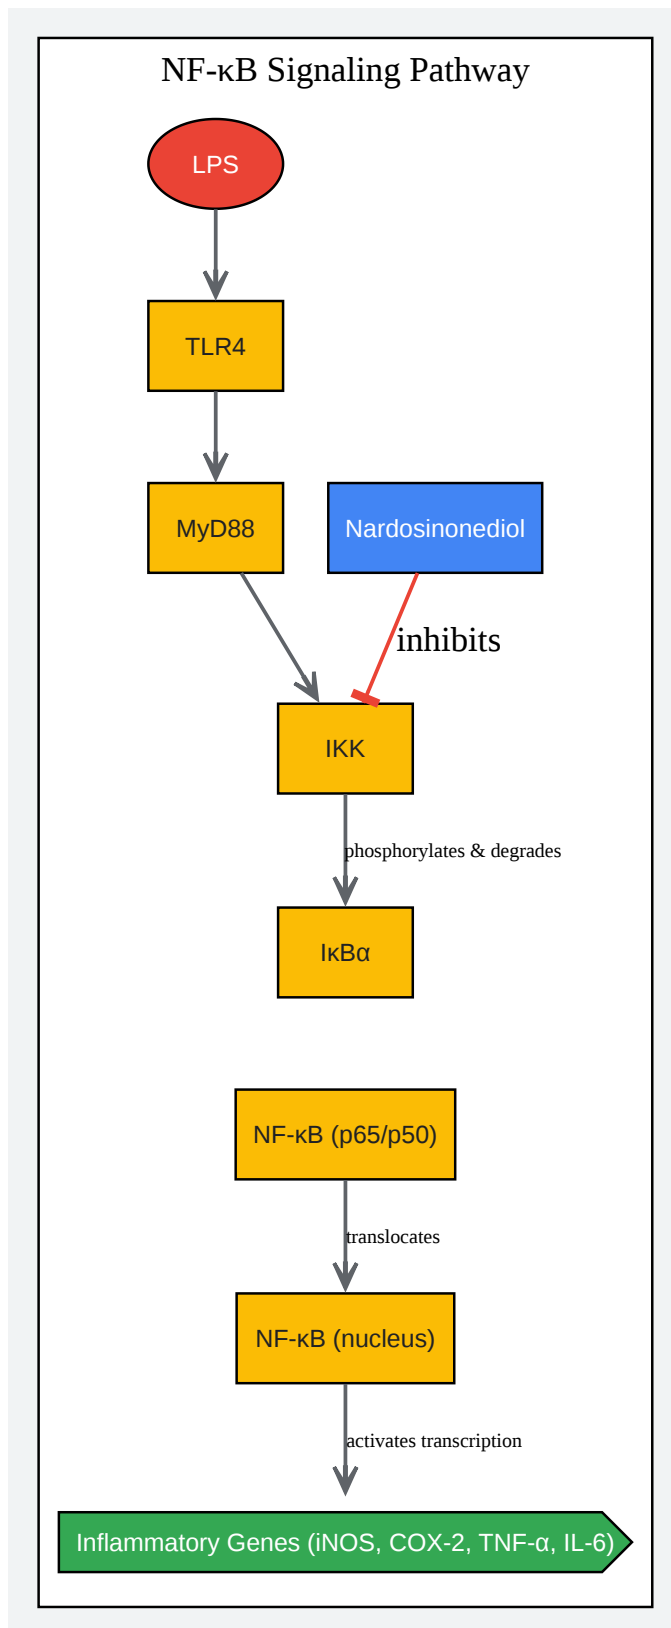 NF-κB Signaling Pathway
LPS
TLR4
MyD88
Nardosinonediol
inhibits
IKK
phosphorylates & degrades
IκBα
NF-κB (p65/p50)
translocates
NF-κB (nucleus)
activates transcription
Inflammatory Genes (iNOS, COX-2, TNF-α, IL-6)